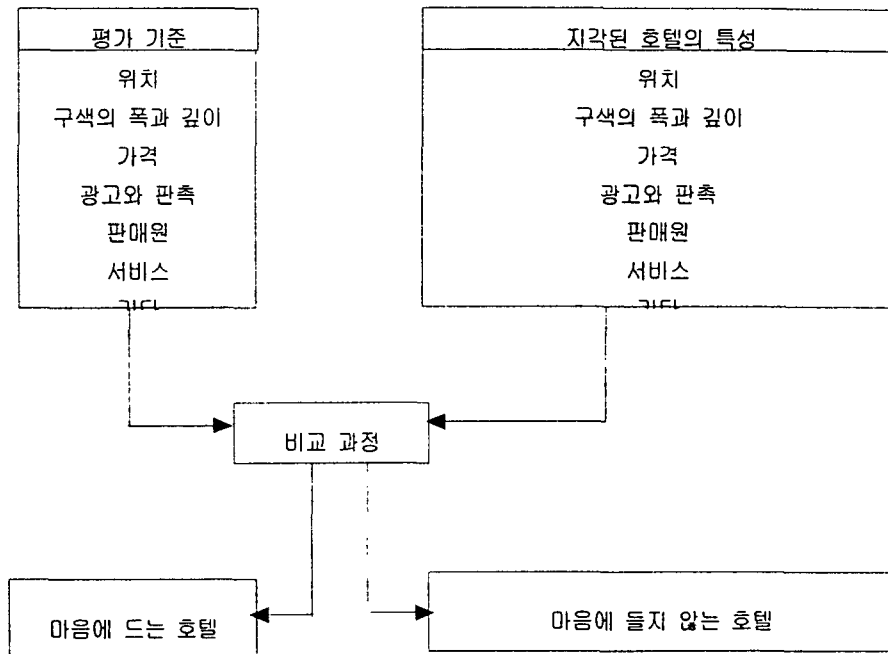 평가 기준
위치
구색의 폭과 깊이
가격
광고와 판촉
판매원
서비스
지각된 호텔의 특성
위치
구색의 폭과 깊이
가격
광고와 판촉
판매원
서비스
비교 과정
마음에 드는 호텔
마음에 들지 않는 호텔